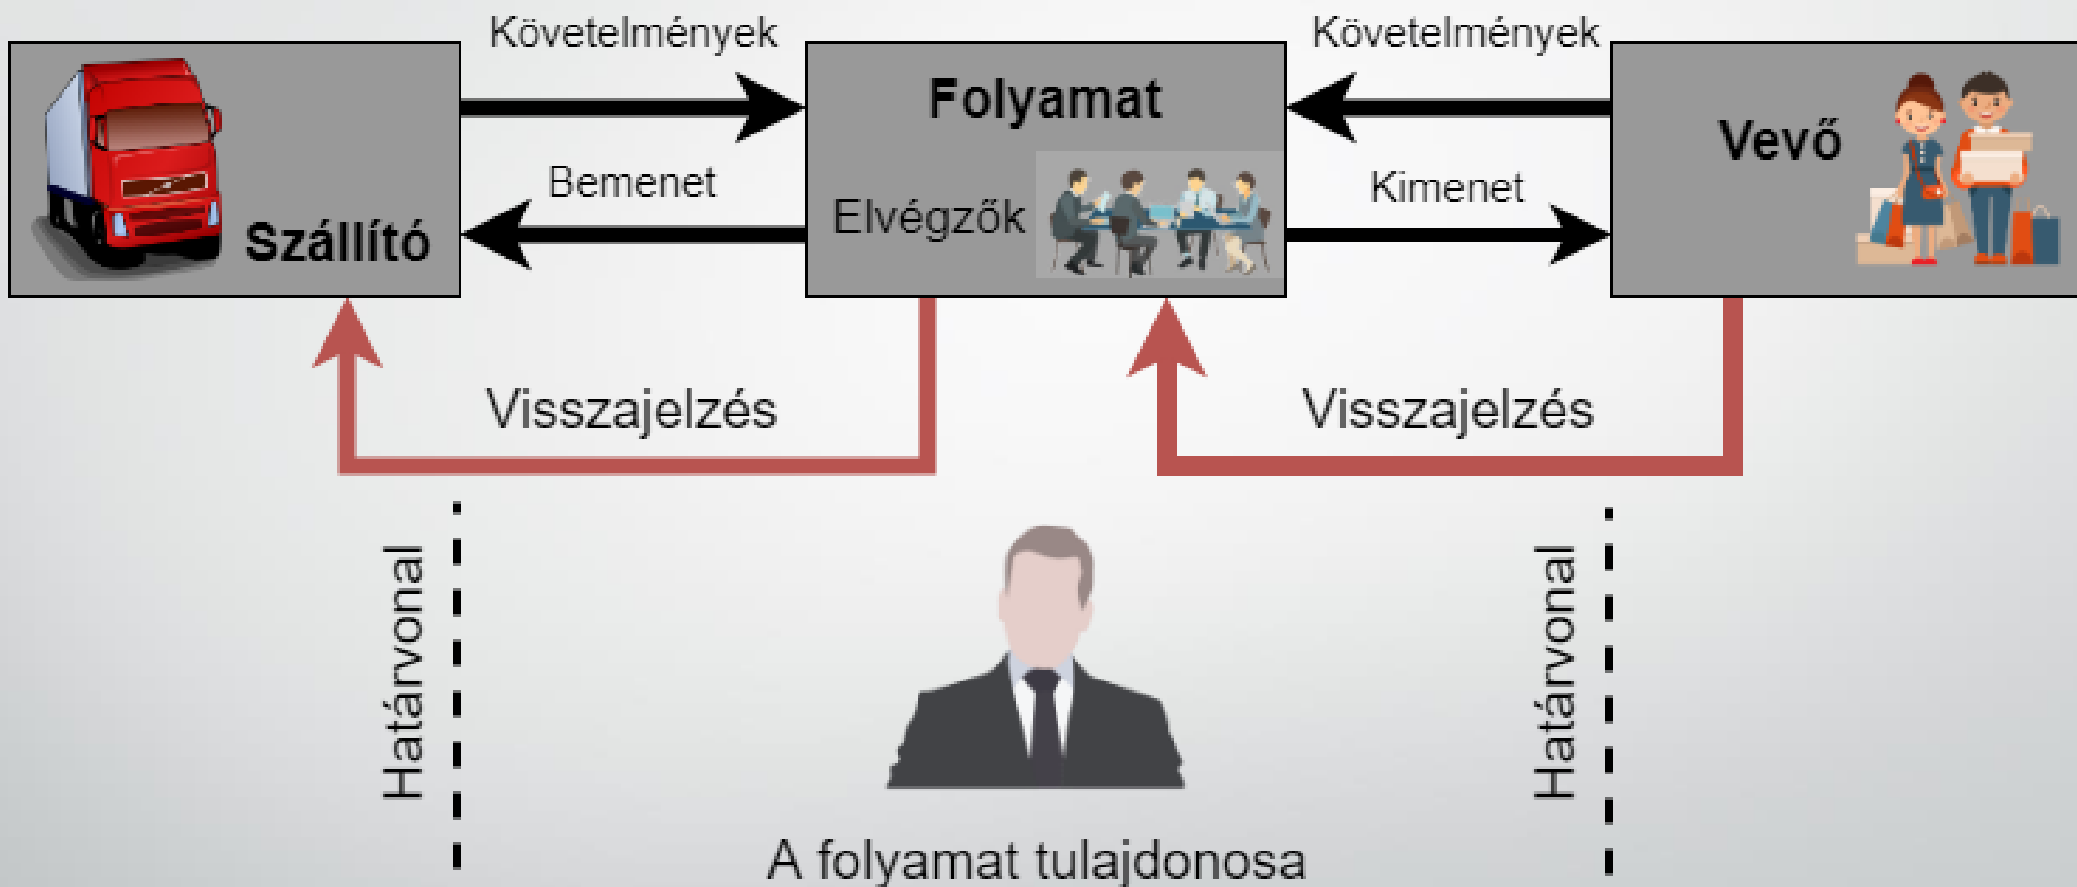 Követelmények
Követelmények
Folyamat
Vevő
Bemenet
Kimenet
Elvégzők
Szállító
Visszajelzés
Visszajelzés
Határvonal
Határvonal
A folyamat tulajdonosa